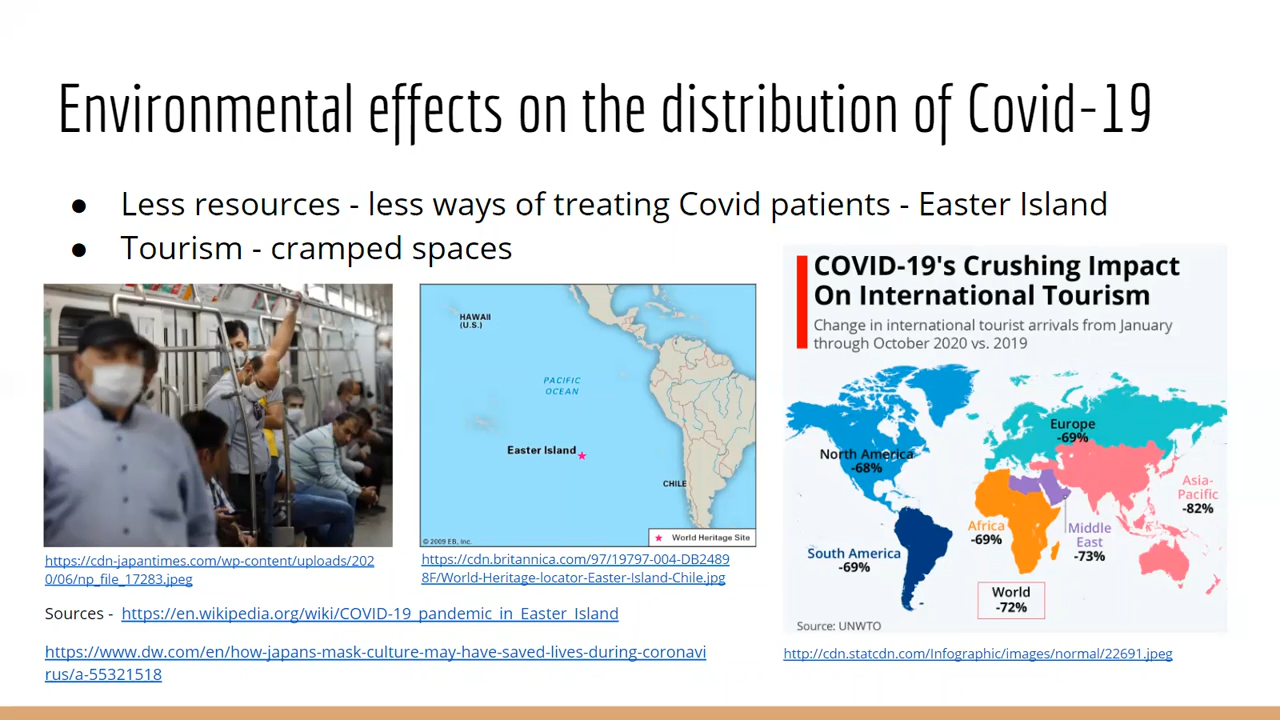 Environmental effects on the distribution of Covid-19
● Less resources - less ways of treating Covid patients - Easter Island
● Tourism - cramped spaces
HAWAII
(U.S.)
PACIFIC
OCEAN
Easter Island
CHILE
© 2009 EB, Inc.
World Heritage Site
COVID-19's Crushing Impact
On International Tourism
Change in international tourist arrivals from January
through October 2020 vs. 2019
Europe
-69%
North America
-68%
Asia-
Pacific
-82%
Africa
-69%
Middle
East
-73%
South America
-69%
World
-72%
Source: UNWTO
https://cdn-japantimes.com/wp-content/uploads/202
0/06/np_file_17283.jpeg
https://cdn.britannica.com/97/19797-004-DB2489
8F/World-Heritage-locator-Easter-Island-Chile.jpg
Sources - https://en.wikipedia.org/wiki/COVID-19_pandemic_in_Easter_Island
https://www.dw.com/en/how-japans-mask-culture-may-have-saved-lives-during-coronavi
rus/a-55321518
http://cdn.statcdn.com/Infographic/images/normal/22691.jpeg